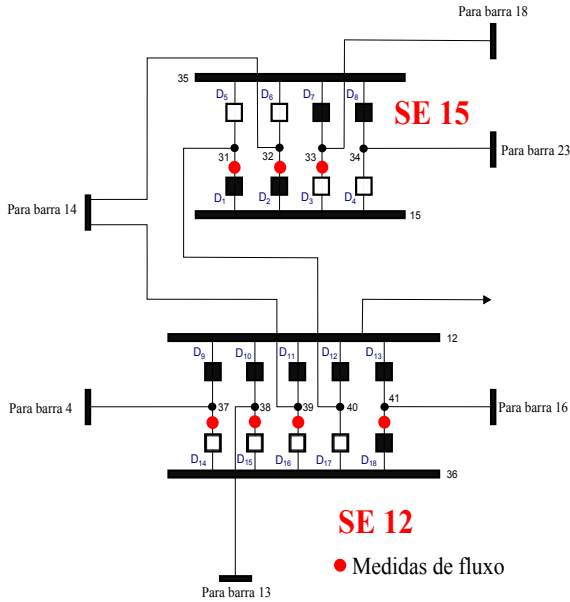 Para barra 18
35
D5
D6
D7
D8
SE 15
31
32
33
34
Para barra 23
D1
D2
D3
D4
15
Para barra 14
12
D9
D10
D11
D12
D13
Para barra 4
37
38
39
40
41
Para barra 16
D14
D15
D16
D17
D18
36
SE 12
Medidas de fluxo
Para barra 13